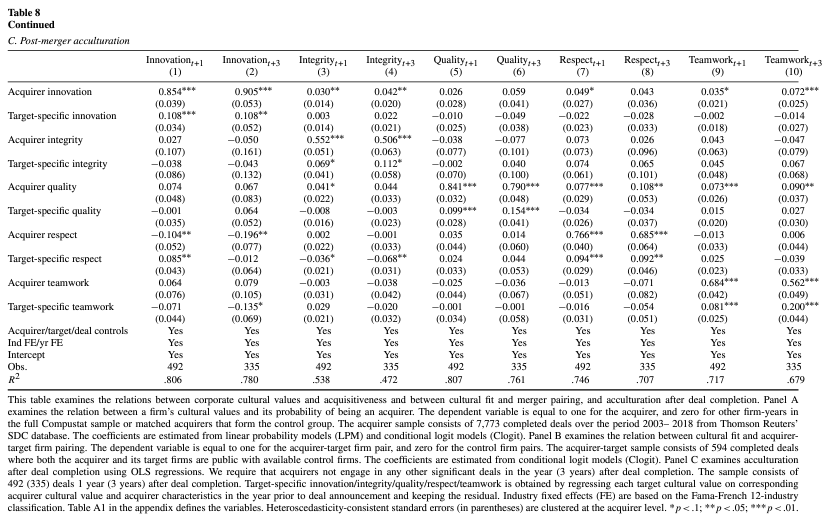 Table 8
Continued
C. Post-merger acculturation
Innovation t+1 Innovation t+3 Integrity t+1 Integrity t+3 Quality t+1 Quality t+3 Respect t+1 Respect t+3 Teamwork t+1 Teamwork t+3
(1) (2) (3) (4) (5) (6) (7) (8) (9) (10)
Acquirer innovation 0.854*** 0.905*** 0.030** 0.042** 0.026 0.059 0.049* 0.043 0.035* 0.072***
(0.039) (0.053) (0.014) (0.020) (0.028) (0.041) (0.027) (0.036) (0.021) (0.025)
Target-specific innovation 0.108*** 0.108** 0.003 0.022 −0.010 −0.049 −0.022 −0.028 −0.002 −0.014
(0.034) (0.052) (0.014) (0.021) (0.025) (0.038) (0.023) (0.033) (0.018) (0.027)
Acquirer integrity 0.027 −0.050 0.552*** 0.506*** −0.038 −0.077 0.073 0.026 0.043 −0.047
(0.107) (0.161) (0.051) (0.063) (0.077) (0.101) (0.073) (0.096) (0.063) (0.079)
Target-specific integrity −0.038 −0.043 0.069* 0.112* −0.002 0.040 0.074 0.065 0.045 0.067
(0.086) (0.132) (0.041) (0.058) (0.070) (0.100) (0.061) (0.101) (0.048) (0.068)
Acquirer quality 0.074 0.067 0.041* 0.044 0.841*** 0.790*** 0.077*** 0.108** 0.073*** 0.090**
(0.048) (0.083) (0.022) (0.033) (0.032) (0.048) (0.029) (0.053) (0.026) (0.037)
Target-specific quality −0.001 0.064 −0.008 −0.003 0.099*** 0.154*** −0.034 −0.034 0.015 0.027
(0.035) (0.052) (0.016) (0.023) (0.028) (0.041) (0.026) (0.037) (0.020) (0.030)
Acquirer respect −0.104** −0.196** 0.002 −0.001 0.035 0.014 0.766*** 0.685*** −0.013 0.006
(0.052) (0.077) (0.022) (0.033) (0.044) (0.060) (0.040) (0.064) (0.033) (0.044)
Target-specific respect 0.085** −0.012 −0.036* −0.068** 0.024 0.044 0.094*** 0.092** 0.025 −0.039
(0.043) (0.064) (0.021) (0.031) (0.033) (0.053) (0.029) (0.046) (0.023) (0.033)
Acquirer teamwork 0.064 0.079 −0.003 −0.038 −0.025 −0.036 −0.013 −0.071 0.684*** 0.562***
(0.076) (0.105) (0.031) (0.042) (0.044) (0.067) (0.051) (0.082) (0.042) (0.049)
Target-specific teamwork −0.071 −0.135* 0.029 −0.020 −0.001 −0.001 −0.016 −0.054 0.081*** 0.200***
(0.044) (0.069) (0.021) (0.032) (0.034) (0.058) (0.031) (0.051) (0.025) (0.044)
Acquirer/target/deal controls Yes Yes Yes Yes Yes Yes Yes Yes Yes Yes
Ind FE/yr FE Yes Yes Yes Yes Yes Yes Yes Yes Yes Yes
Intercept Yes Yes Yes Yes Yes Yes Yes Yes Yes Yes
Obs. 492 335 492 335 492 335 492 335 492 335
R² .806 .780 .538 .472 .807 .761 .746 .707 .717 .679
This table examines the relations between corporate cultural values and acquisitiveness and between cultural fit and merger pairing, and acculturation after deal completion. Panel A
examines the relation between a firm's cultural values and its probability of being an acquirer. The dependent variable is equal to one for the acquirer, and zero for other firm-years in
the full Compustat sample or matched acquirers that form the control group. The acquirer sample consists of 7,773 completed deals over the period 2003– 2018 from Thomson Reuters'
SDC database. The coefficients are estimated from linear probability models (LPM) and conditional logit models (Clogit). Panel B examines the relation between cultural fit and acquirer-
target firm pairing. The dependent variable is equal to one for the acquirer-target firm pair, and zero for the control firm pairs. The acquirer-target sample consists of 594 completed deals
where both the acquirer and its target firms are public with available control firms. The coefficients are estimated from conditional logit models (Clogit). Panel C examines acculturation
after deal completion using OLS regressions. We require that acquirers not engage in any other significant deals in the year (3 years) after deal completion. The sample consists of
492 (335) deals 1 year (3 years) after deal completion. Target-specific innovation/integrity/quality/respect/teamwork is obtained by regressing each target cultural value on corresponding
acquirer cultural value and acquirer characteristics in the year prior to deal announcement and keeping the residual. Industry fixed effects (FE) are based on the Fama-French 12-industry
classification. Table A1 in the appendix defines the variables. Heteroscedasticity-consistent standard errors (in parentheses) are clustered at the acquirer level. *p<.1; **p<.05; ***p<.01.